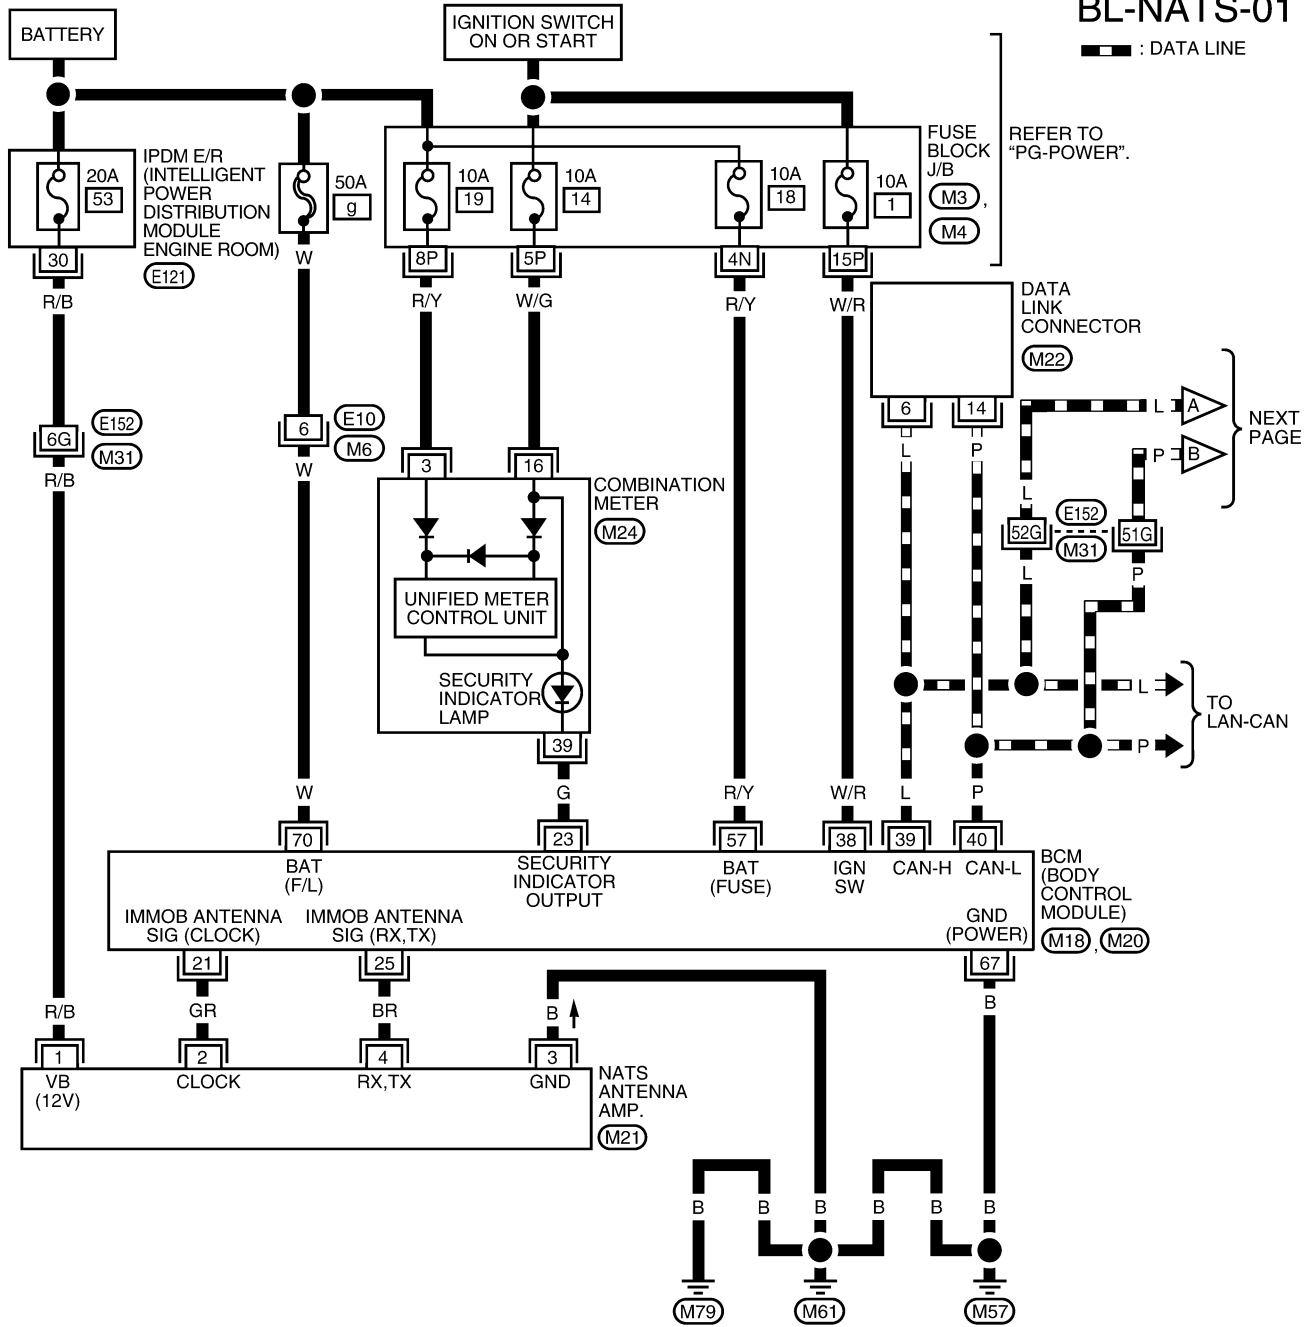 BL-NATS-01
: DATA LINE
BATTERY
IGNITION SWITCH
ON OR START
IPDM E/R
(INTELLIGENT
POWER
DISTRIBUTION
MODULE
ENGINE ROOM)
E121
20A
53
50A
g
10A
19
10A
14
10A
18
10A
1
FUSE
BLOCK
J/B
M3 ,
M4
REFER TO
“PG-POWER”.
30
W
8P
5P
4N
15P
R/B
R/Y
W/G
R/Y
W/R
DATA
LINK
CONNECTOR
M22
6
14
L
A
P
B
NEXT
PAGE
6G
E152
M31
6
E10
M6
R/B
W
L
P
3
16
COMBINATION
METER
M24
L
52G
E152
M31
51G
L
P
UNIFIED METER
CONTROL UNIT
SECURITY
INDICATOR
LAMP
39
L
P
TO
LAN-CAN
W
G
R/Y
W/R
L
P
70
23
57
38
39
40
BAT
(F/L)
SECURITY
INDICATOR
OUTPUT
BAT
(FUSE)
IGN
SW
CAN-H
CAN-L
BCM
(BODY
CONTROL
MODULE)
M18 , M20
IMMOB ANTENNA
SIG (CLOCK)
IMMOB ANTENNA
SIG (RX,TX)
GND
(POWER)
21
25
67
R/B
GR
BR
B
B
1
2
4
3
VB
(12V)
CLOCK
RX,TX
GND
NATS
ANTENNA
AMP.
M21
B
B
B
B
B
B
M79
M61
M57